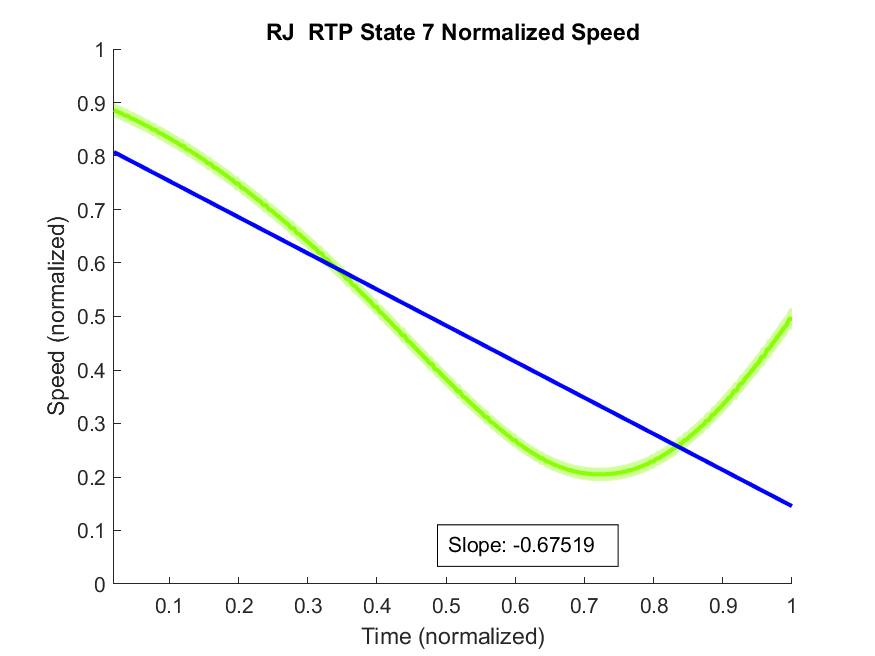 RJ  RTP State 7 Normalized Speed
1
0.9
0.8
0.7
0.6
0.5
0.4
0.3
0.2
0.1
0
Speed (normalized)
Slope: -0.67519
0.1 0.2 0.3 0.4 0.5 0.6 0.7 0.8 0.9 1
Time (normalized)